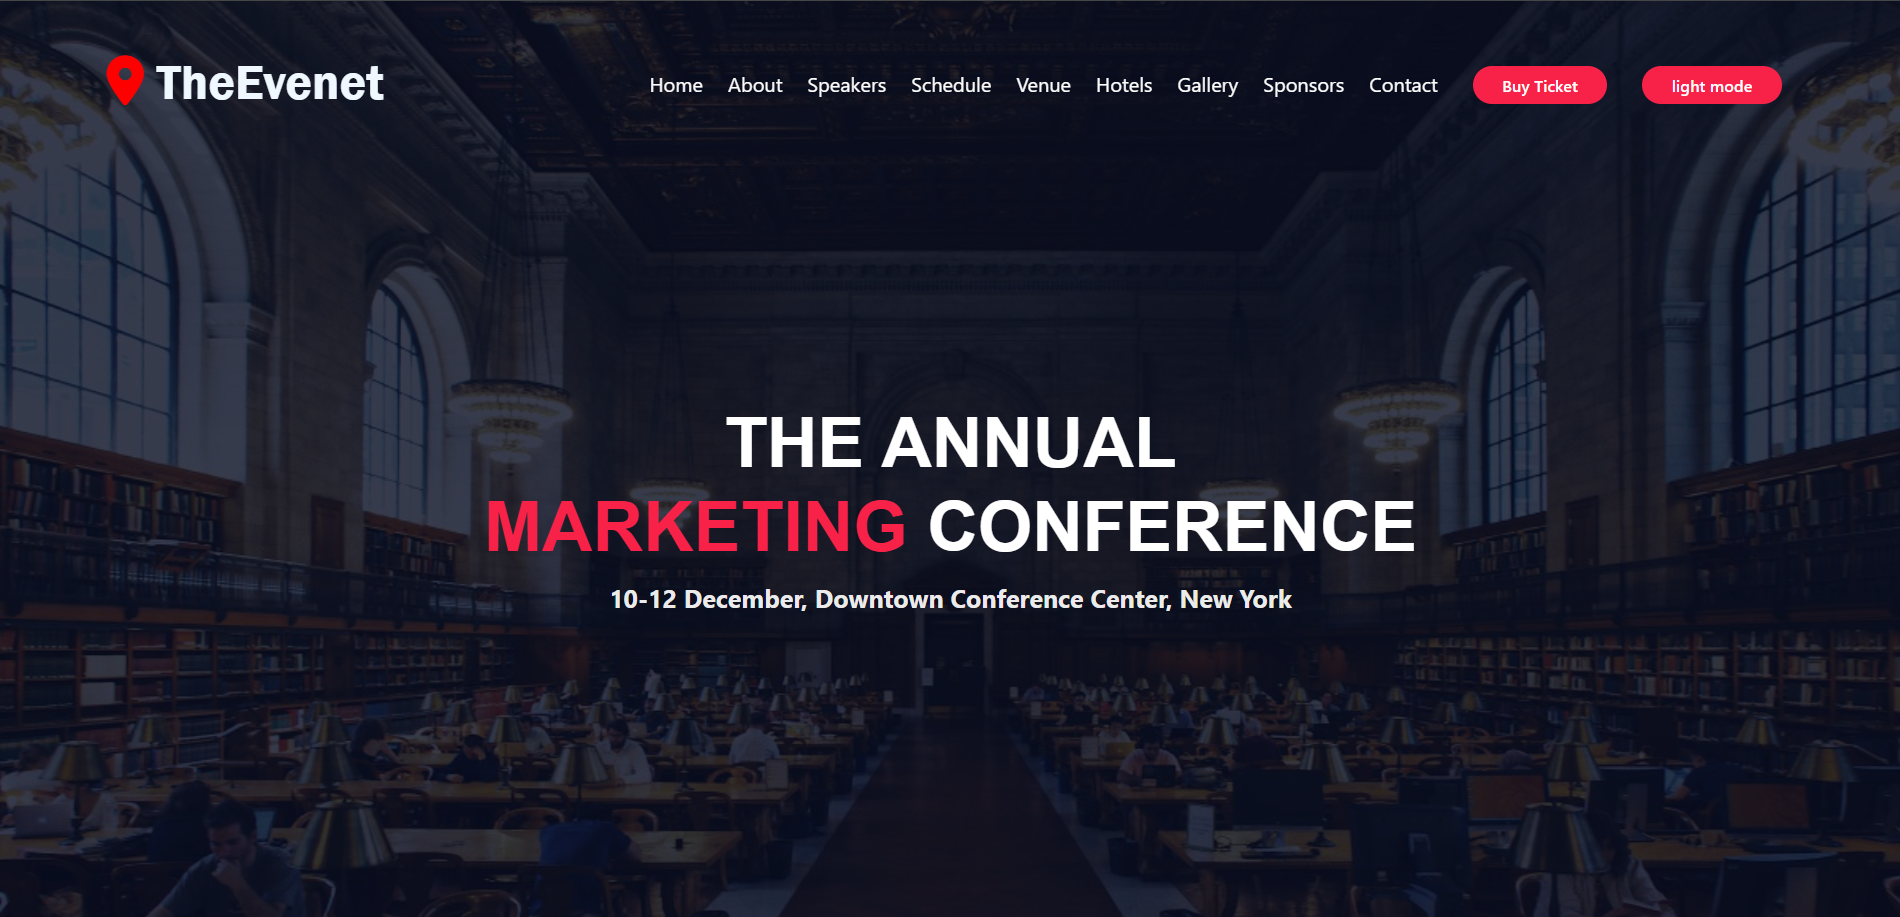 TheEvenet
Home About Speakers Schedule Venue Hotels Gallery Sponsors Contact Buy Ticket light mode
THE ANNUAL
MARKETING CONFERENCE
10-12 December, Downtown Conference Center, New York